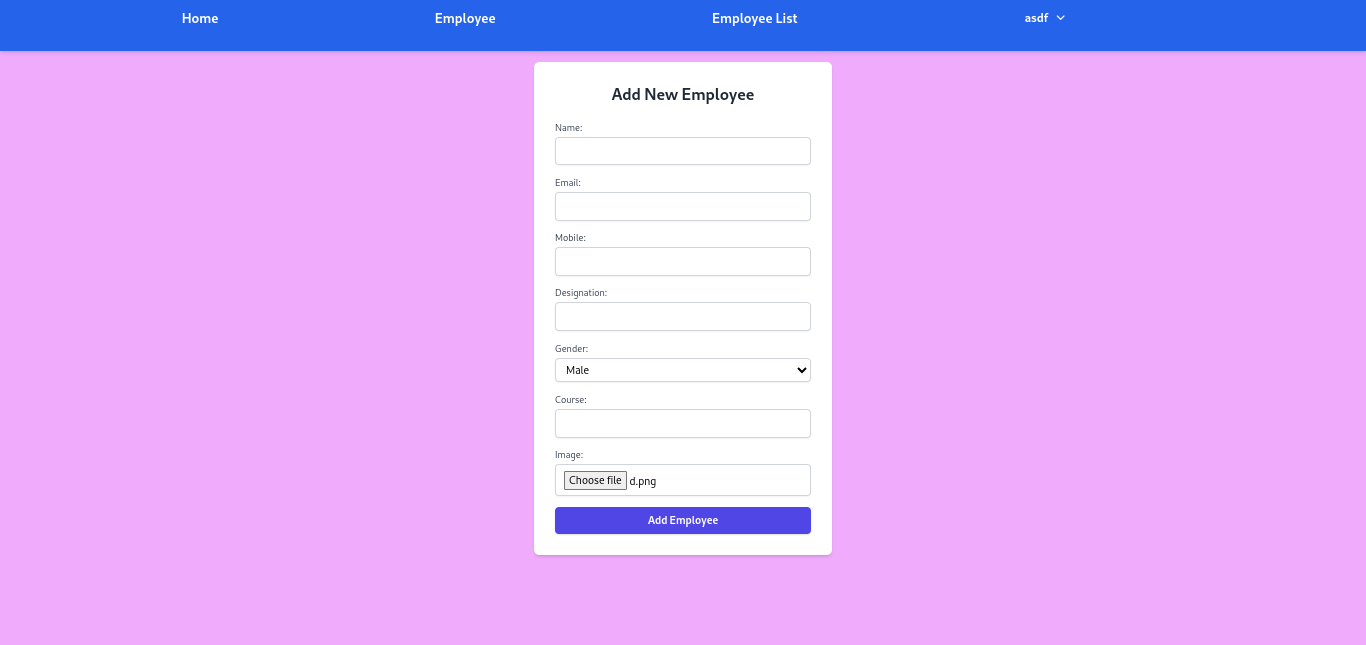 Home Employee Employee List asdf
Add New Employee
Name:
Email:
Mobile:
Designation:
Gender:
Male
Course:
Image:
Choose file d.png
Add Employee